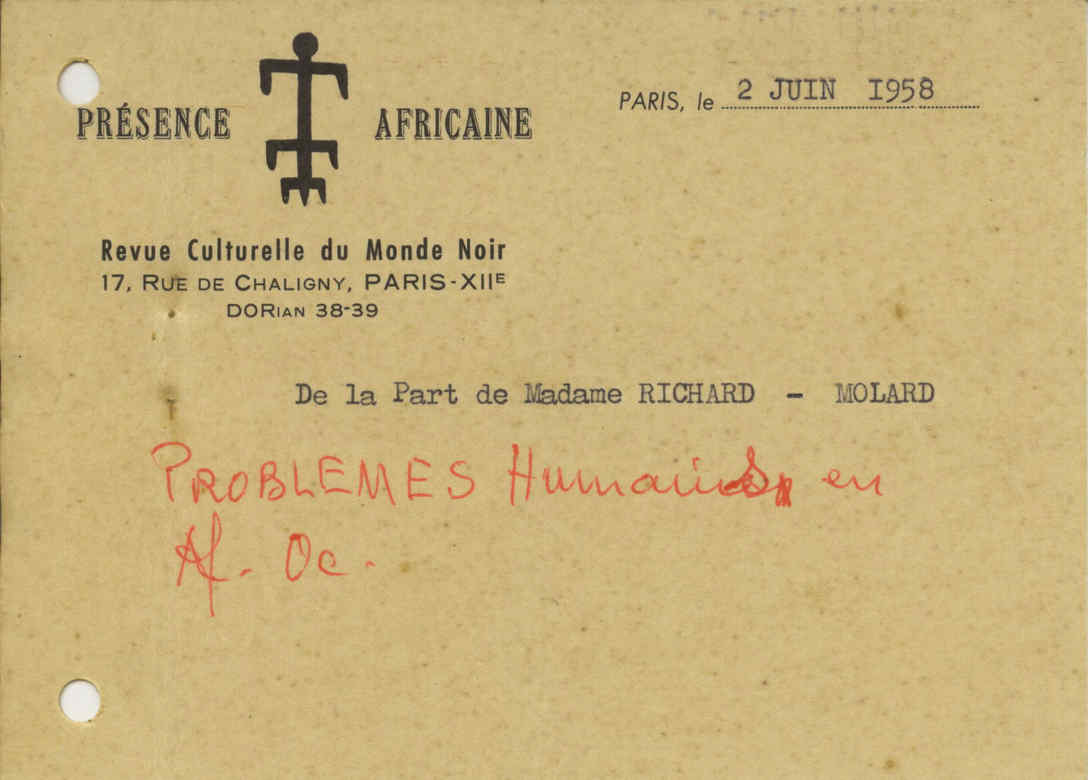 PRÉSENCE AFRICAINE
PARIS, le 2 JUIN 1958
Revue Culturelle du Monde Noir
17, RUE DE CHALIGNY, PARIS-XIIE
DORIAN 38-39
De la Part de Madame RICHARD - MOLARD
PROBLEMES Humains en
Af. Oc.